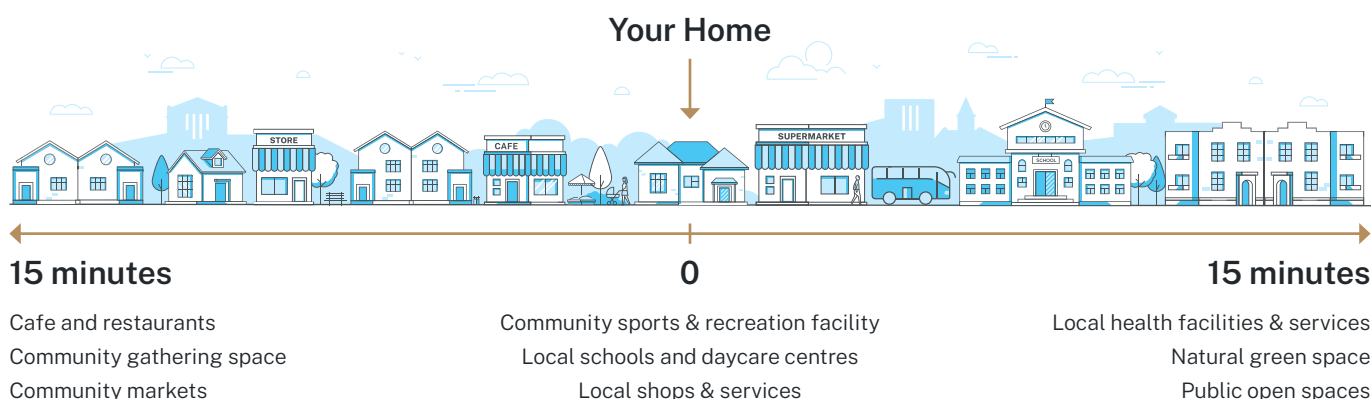 Your Home
STORE
CAFE
SUPERMARKET
SCHOOL
15 minutes
0
15 minutes
Cafe and restaurants
Community gathering space
Community markets
Community sports & recreation facility
Local schools and daycare centres
Local shops & services
Local health facilities & services
Natural green space
Public open spaces